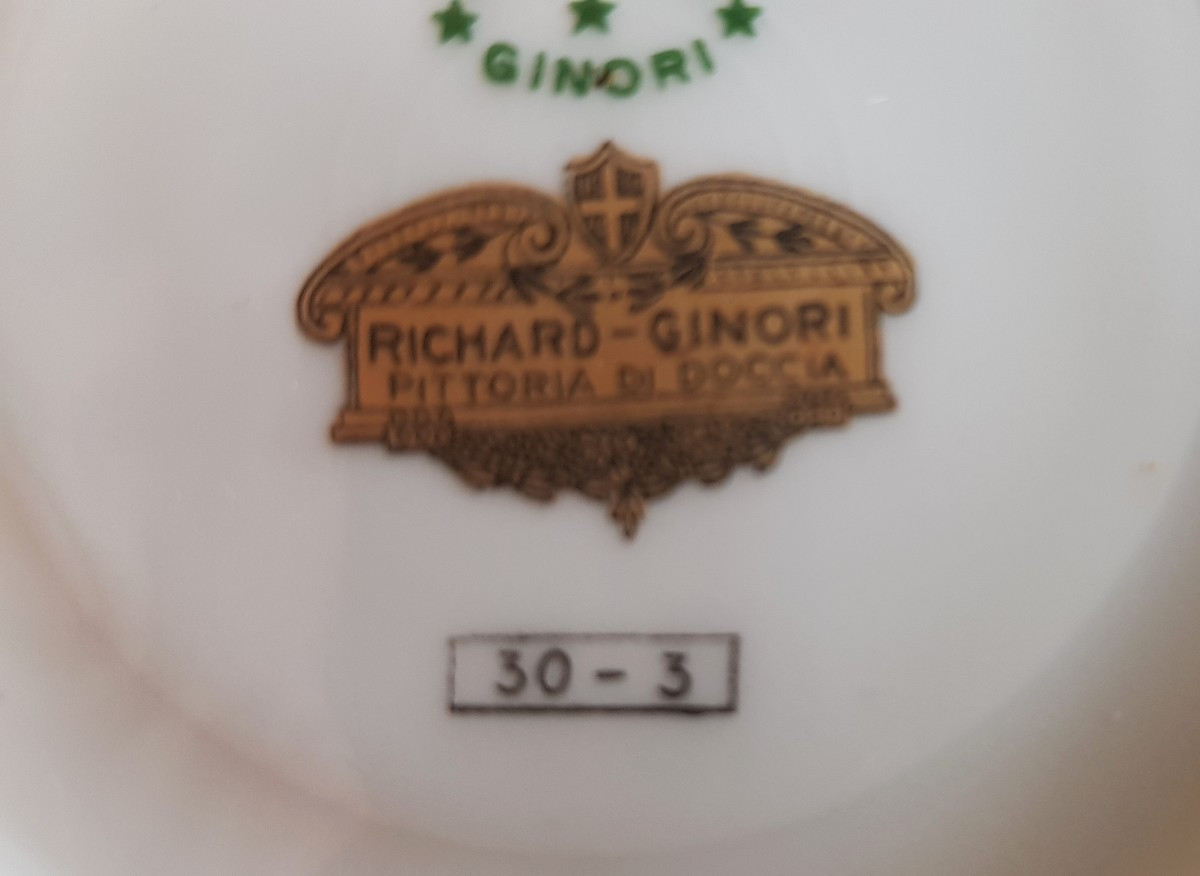 GINORI
RICHARD-GINORI
PITTORIA DI DOCCIA
30-3